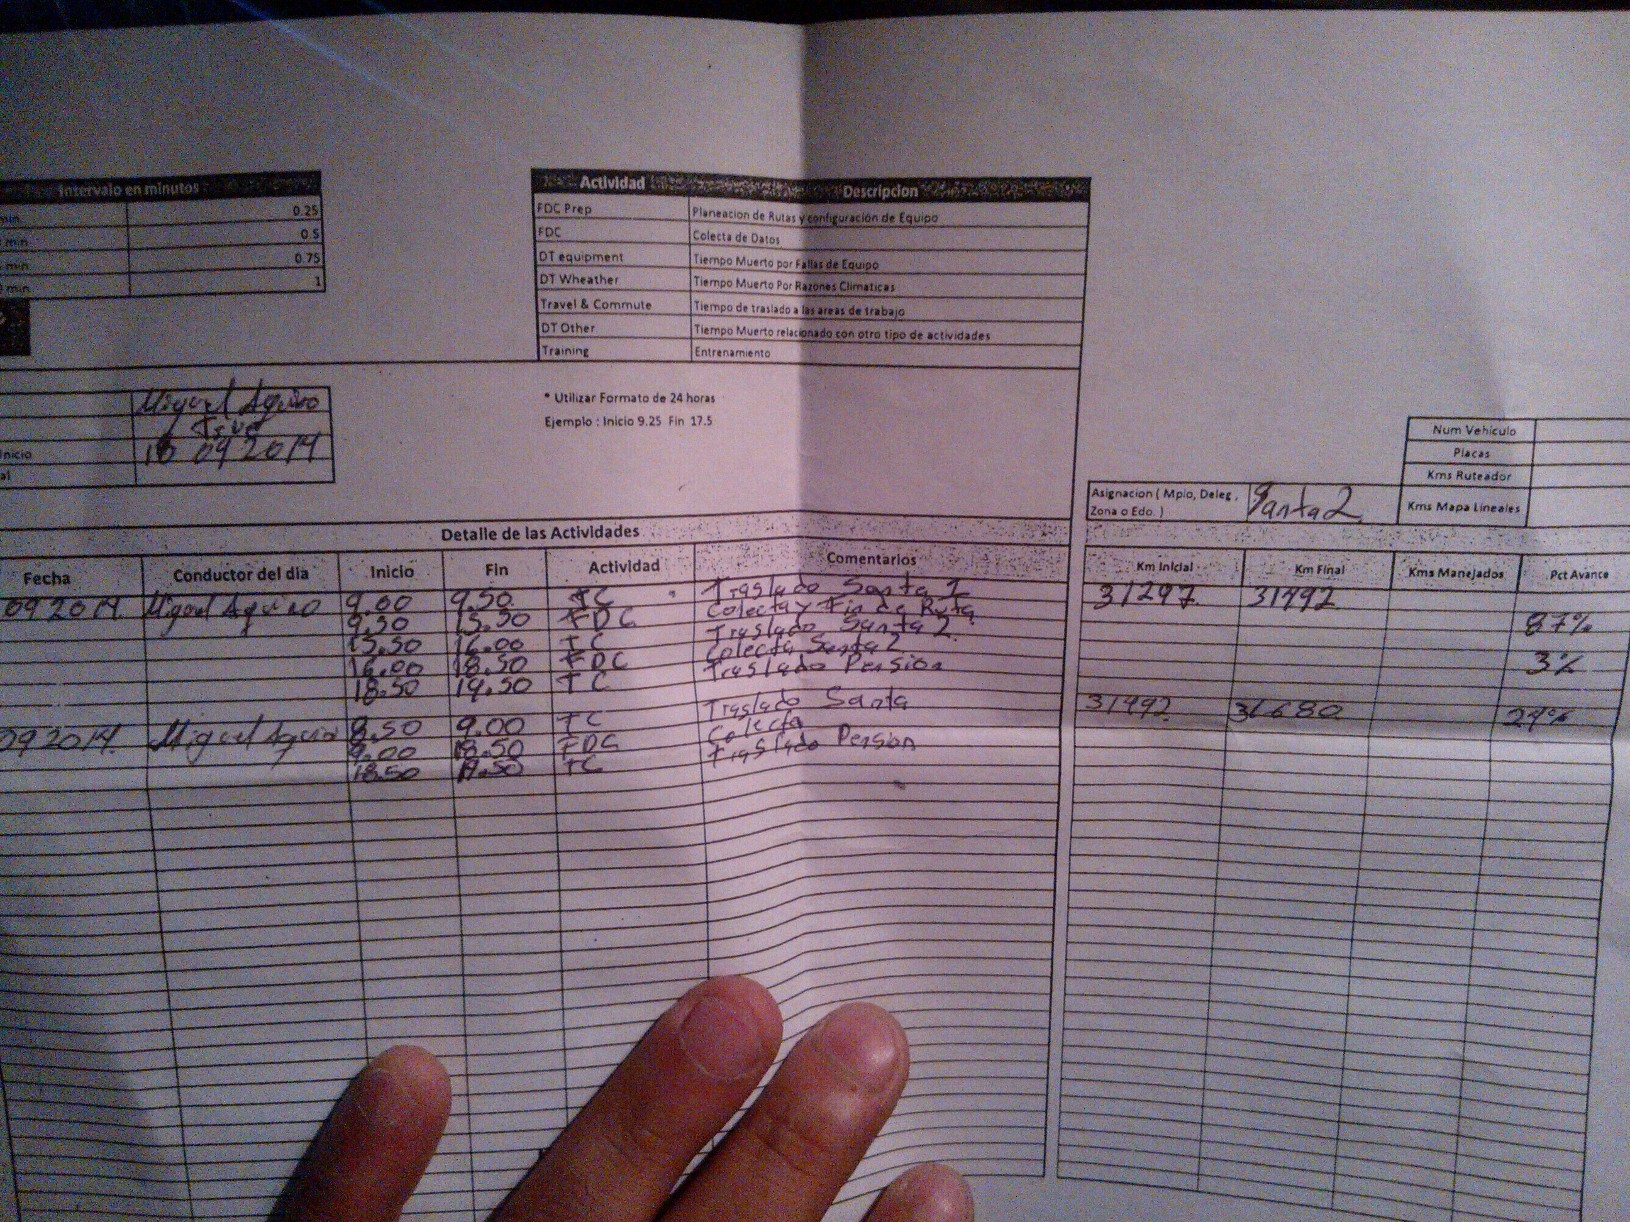 Intervalo en minutos
min 0.25
min 0.5
min 0.75
min 1
Actividad Descripcion
FDC Prep Planeacion de Rutas y configuración de Equipo
FDC Colecta de Datos
DT equipment Tiempo Muerto por Fallas de Equipo
DT Wheather Tiempo Muerto Por Razones Climaticas
Travel & Commute Tiempo de traslado a las areas de trabajo
DT Other Tiempo Muerto relacionado con otro tipo de actividades
Training Entrenamiento
Miguel Aguirro
nicio 16 09 2014
al
* Utilizar Formato de 24 horas
Ejemplo : Inicio 9.25 Fin 17.5
Num Vehiculo
Placas
Kms Ruteador
Kms Mapa Lineales
Asignacion ( Mpio, Deleg , Zona o Edo. ) Santa 2
Detalle de las Actividades
Fecha Conductor del dia Inicio Fin Actividad Comentarios Km Inicial Km Final Kms Manejados Pct Avance
09 2014 Miguel 9.00 9.50 TC Traslado Santa 1 31297 31492
9.50 15.50 FDC Colecta y Fin de Ruta 87%
15.50 16.00 TC Traslado Santa 2
16.00 18.50 FDC Colecta Santa 2 3%
18.50 19.50 TC Traslado Pension
09 2014 Miguel 8.50 9.00 TC Traslado Santa 31492 31680 29%
9.00 18.50 FDC Colecta
18.50 19.50 TC Traslado Pension